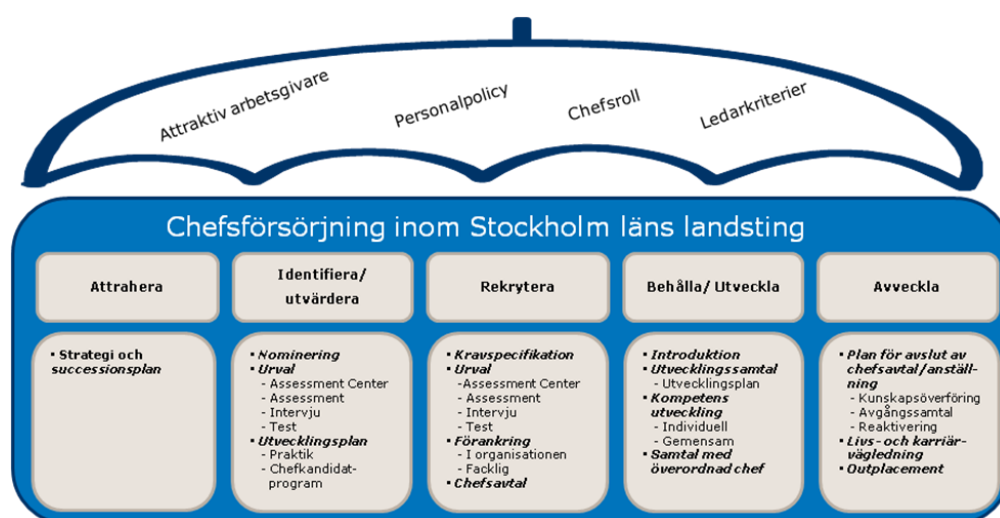 Attraktiv arbetsgivare
Personalpolicy
Chefsroll
Ledarkriterier
Chefsförsörjning inom Stockholm läns landsting
Attrahera
Identifiera/
utvärdera
Rekrytera
Behålla/ Utveckla
Avveckla
▪ Strategi och
successionsplan
▪ Nominering
▪ Urval
- Assessment Center
- Assessment
- Intervju
- Test
▪ Utvecklingsplan
- Praktik
- Chefkandidat-
program
▪ Kravspecifikation
▪ Urval
-Assessment Center
- Assessment
- Intervju
- Test
▪ Förankring
- I organisationen
- Facklig
▪ Chefsavtal
▪ Introduktion
▪ Utvecklingssamtal
- Utvecklingsplan
▪ Kompetens
utveckling
- Individuell
- Gemensam
▪ Samtal med
överordnad chef
▪ Plan för avslut av
chefsavtal/anställ-
ning
- Kunskapsöverföring
- Avgångssamtal
- Reaktivering
▪ Livs- och karriär-
vägledning
▪ Outplacement